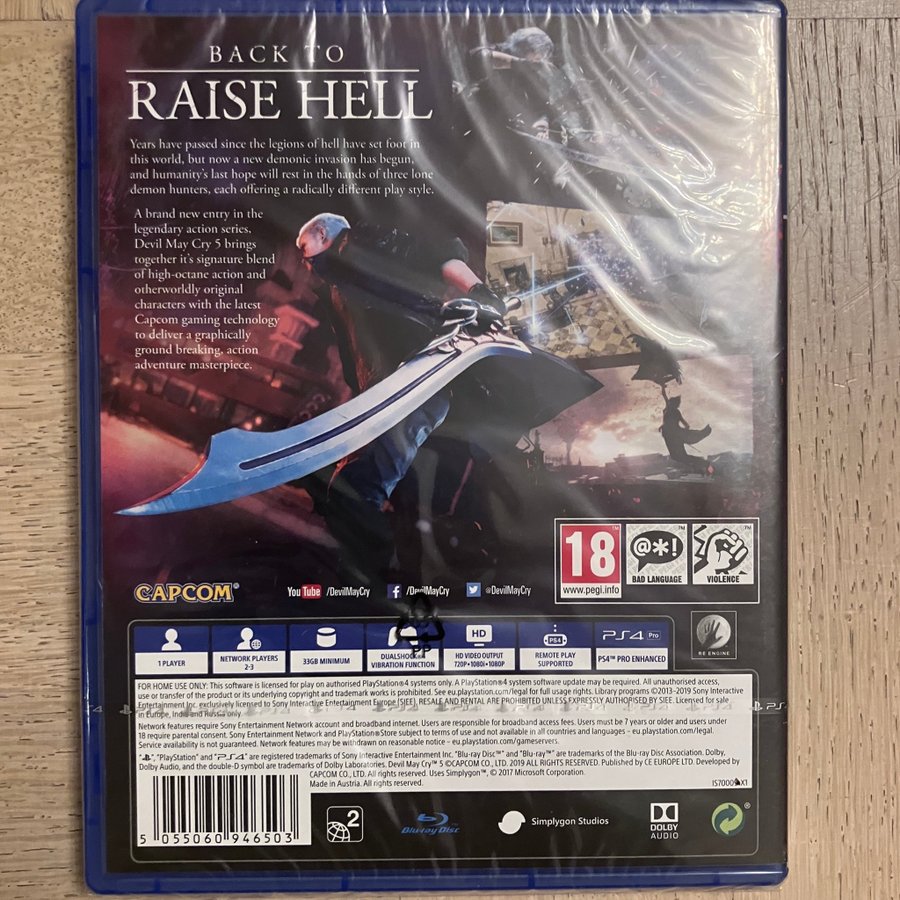 BACK TO
RAISE HELL
Years have passed since the legions of hell have set foot in
this world, but now a new demonic invasion has begun,
and humanity's last hope will rest in the hands of three lone
demon hunters, each offering a radically different play style.
A brand new entry in the
legendary action series.
Devil May Cry 5 brings
together it's signature blend
of high-octane action and
otherworldly original
characters with the latest
Capcom gaming technology
to deliver a graphically
ground breaking, action
adventure masterpiece.
18
www.pegi.info
@*!
BAD LANGUAGE
VIOLENCE
CAPCOM
YouTube /DevilMayCry
f /DevilMayCry
@DevilMayCry
1 PLAYER
NETWORK PLAYERS
2-3
33GB MINIMUM
DUALSHOCK®4
VIBRATION FUNCTION
HD
HD VIDEO OUTPUT
720P•1080i•1080P
PS4
REMOTE PLAY
SUPPORTED
PS4 Pro
PS4™ PRO ENHANCED
RE ENGINE
PP
FOR HOME USE ONLY: This software is licensed for play on authorised PlayStation®4 systems only. A PlayStation®4 system software update may be required. All unauthorised access,
use or transfer of the product or its underlying copyright and trademark works is prohibited. See eu.playstation.com/legal for full usage rights. Library programs ©2013-2019 Sony Interactive
Entertainment Inc. exclusively licensed to Sony Interactive Entertainment Europe (SIEE). RESALE AND RENTAL ARE PROHIBITED UNLESS EXPRESSLY AUTHORISED BY SIEE. Licensed for sale
in Europe, India and Russia only.
Network features require Sony Entertainment Network account and broadband internet. Users are responsible for broadband access fees. Users must be 7 years or older and users under
18 require parental consent. Sony Entertainment Network and PlayStation®Store subject to terms of use and not available in all countries and languages - eu.playstation.com/legal.
Service availability is not guaranteed. Network features may be withdrawn on reasonable notice - eu.playstation.com/gameservers.
"PlayStation" and "PS4" are registered trademarks of Sony Interactive Entertainment Inc. "Blu-ray Disc™" and "Blu-ray™" are trademarks of the Blu-ray Disc Association. Dolby,
Dolby Audio, and the double-D symbol are trademarks of Dolby Laboratories. Devil May Cry 5 ©CAPCOM CO., LTD. 2019 ALL RIGHTS RESERVED. Published by CE EUROPE LTD. Developed by
CAPCOM CO., LTD. All rights reserved. Uses Simplygon™, © 2017 Microsoft Corporation.
Made in Austria. All rights reserved.
5 055060 946503
2
Blu-ray Disc
Simplygon Studios
DOLBY
AUDIO